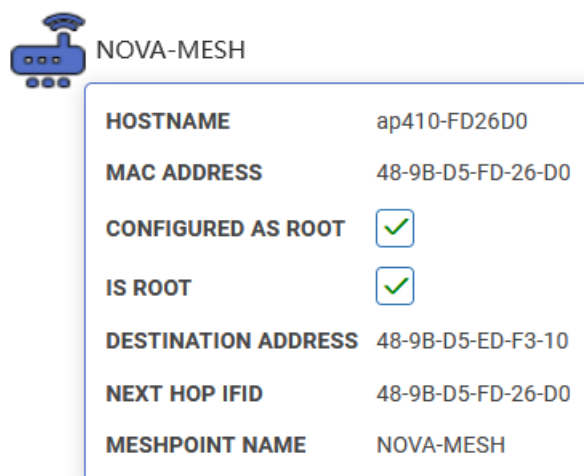 NOVA-MESH
HOSTNAME ap410-FD26D0
MAC ADDRESS 48-9B-D5-FD-26-D0
CONFIGURED AS ROOT
IS ROOT
DESTINATION ADDRESS 48-9B-D5-ED-F3-10
NEXT HOP IFID 48-9B-D5-FD-26-D0
MESHPOINT NAME NOVA-MESH